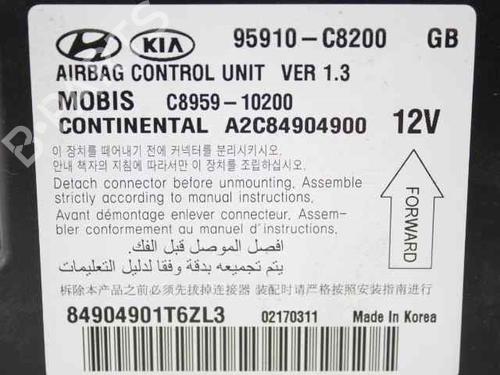 HYUNDAI KIA 95910-C8200 GB
AIRBAG CONTROL UNIT VER 1.3
MOBIS C8959-10200
CONTINENTAL A2C84904900 12V
이 장치를 떼어내기 전에 커넥터를 분리시키시오.
안내 책자의 지침에 따라서만 이 장치를 조립하십시오.
Detach connector before unmounting. Assemble
strictly according to manual instructions.
Avant démontage enlever connecteur. Assem-
bler conformement au manuel d'instructions.
افصل الموصل قبل الفك.
يتم تجميعه بدقة وفقا لدليل التعليمات
拆除本产品之前必须先拔掉连接器 装配时请严格按照安装指南进行
FORWARD
84904901T6ZL3 02170311 Made In Korea